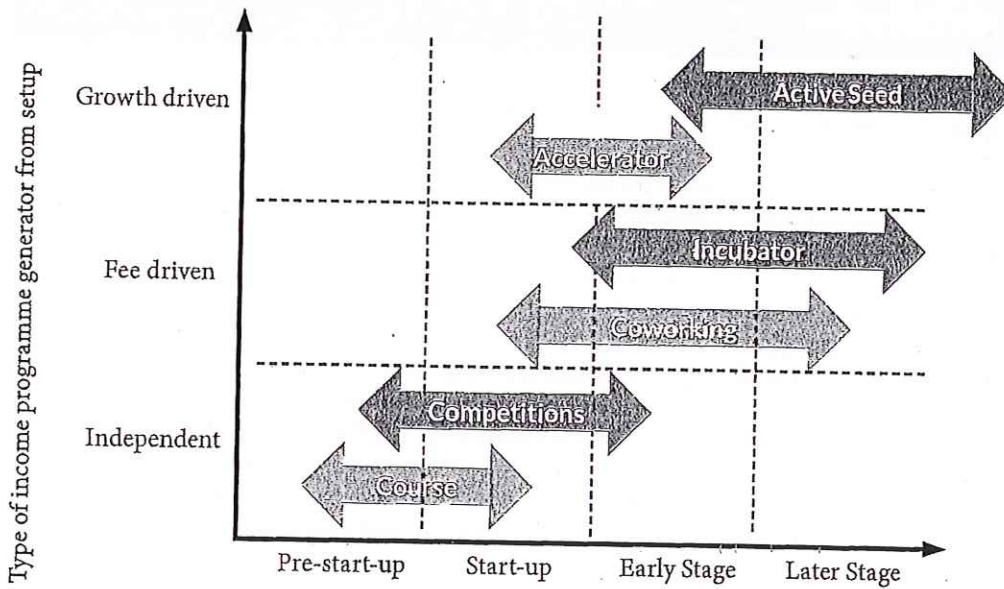 Type of income programme generator from setup
Growth driven
Active Seed
Accelerator
Fee driven
Incubator
Coworking
Independent
Competitions
Course
Pre-start-up Start-up Early Stage Later Stage